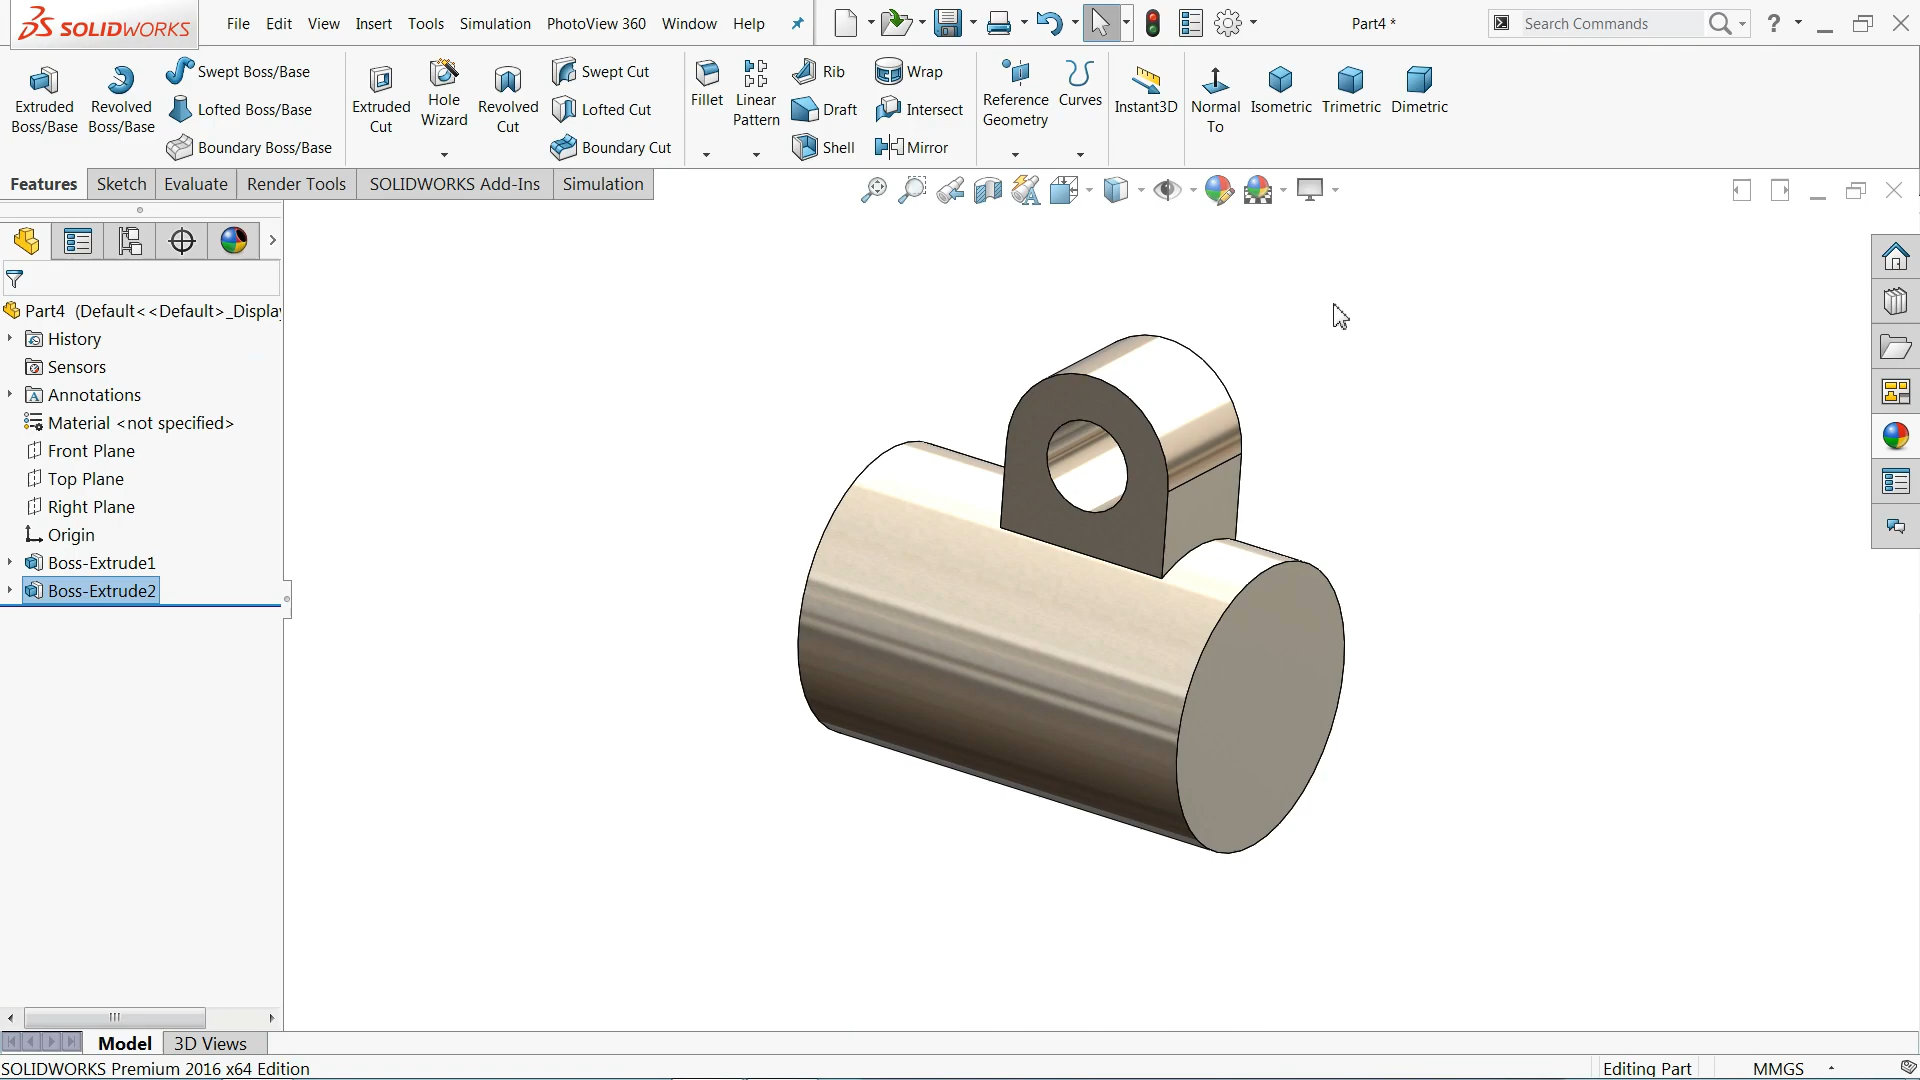 SOLIDWORKS
File Edit View Insert Tools Simulation PhotoView 360 Window Help
Part4 *
Search Commands
?
Extruded Boss/Base
Revolved Boss/Base
Swept Boss/Base
Lofted Boss/Base
Boundary Boss/Base
Extruded Cut
Hole Wizard
Revolved Cut
Swept Cut
Lofted Cut
Boundary Cut
Fillet
Linear Pattern
Rib
Draft
Shell
Wrap
Intersect
Mirror
Reference Geometry
Curves
Instant3D
Normal To
Isometric
Trimetric
Dimetric
Features Sketch Evaluate Render Tools SOLIDWORKS Add-Ins Simulation
Part4 (Default<<Default>_Display
History
Sensors
Annotations
Material <not specified>
Front Plane
Top Plane
Right Plane
Origin
Boss-Extrude1
Boss-Extrude2
Model 3D Views
SOLIDWORKS Premium 2016 x64 Edition
Editing Part
MMGS